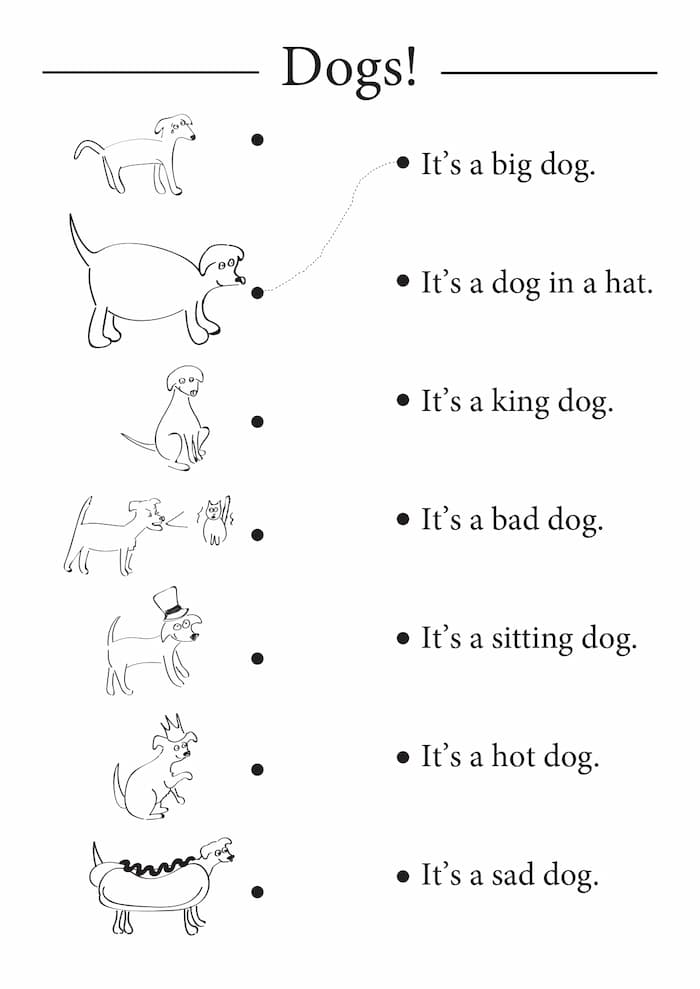 Dogs!
It’s a big dog.
It’s a dog in a hat.
It’s a king dog.
It’s a bad dog.
It’s a sitting dog.
It’s a hot dog.
It’s a sad dog.